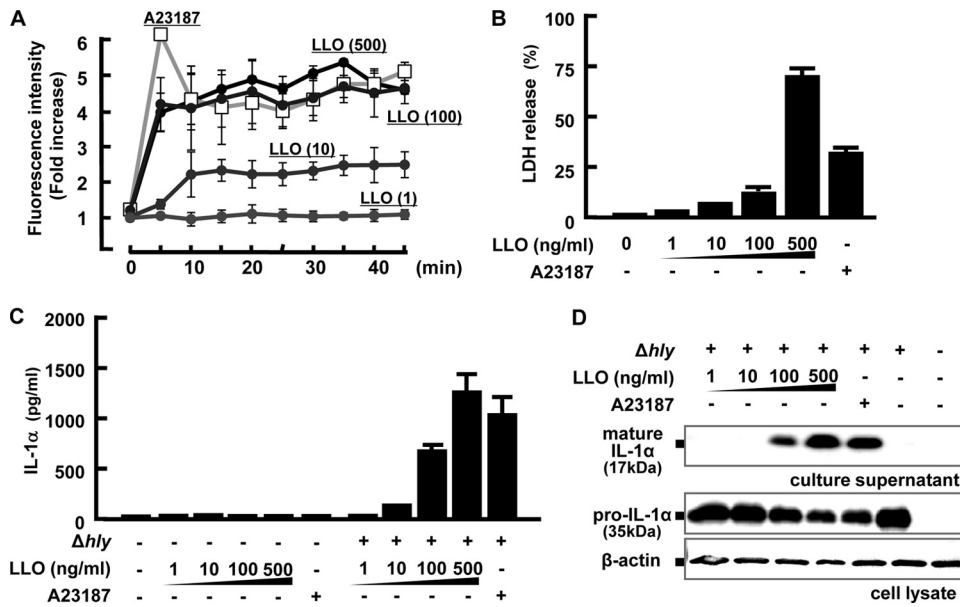 A
A23187
Fluorescence intensity
(Fold increase)
6
5
4
3
2
1
LLO (500)
LLO (100)
LLO (10)
LLO (1)
0 10 20 30 40 (min)
B
LDH release (%)
100
75
50
25
0
LLO (ng/ml) 0 1 10 100 500 -
A23187 - - - - - +
C
IL-1α (pg/ml)
2000
1500
1000
500
0
Δhly - - - - - - + + + + +
LLO (ng/ml) - 1 10 100 500 - 1 10 100 500 -
A23187 - - - - - + - - - - +
D
Δhly + + + + + + -
LLO (ng/ml) 1 10 100 500 - - -
A23187 - - - - + - -
mature
IL-1α
(17kDa)
culture supernatant
pro-IL-1α
(35kDa)
β-actin
cell lysate